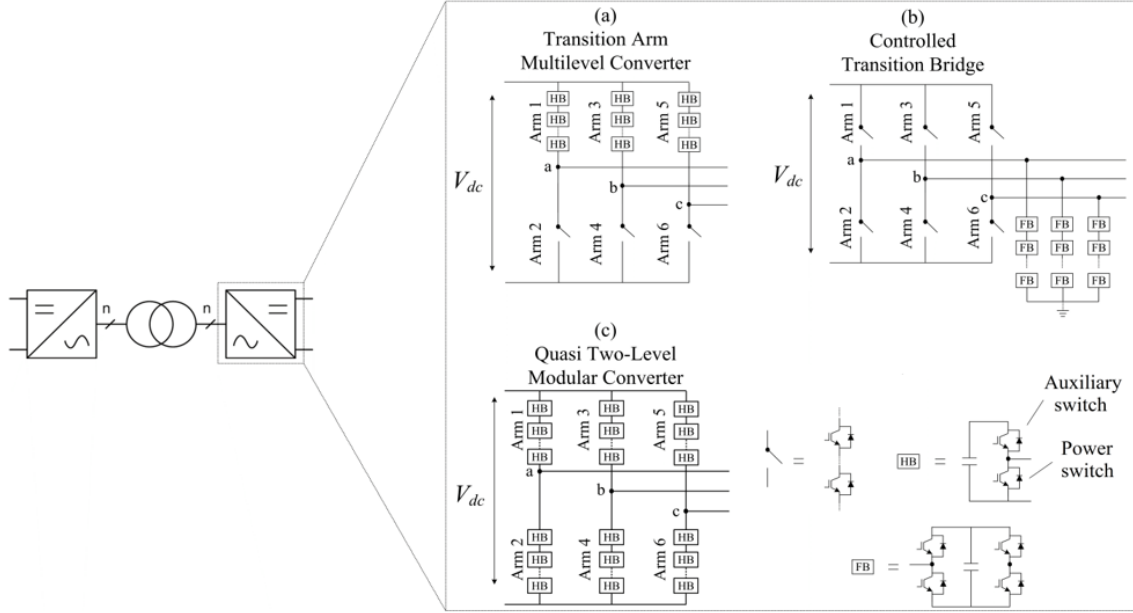 (a)
Transition Arm
Multilevel Converter
V_dc
Arm 1
Arm 3
Arm 5
HB HB HB
HB HB HB
HB HB HB
a
b
c
Arm 2
Arm 4
Arm 6
(b)
Controlled
Transition Bridge
V_dc
Arm 1
Arm 3
Arm 5
a
b
c
Arm 2
Arm 4
Arm 6
FB FB FB
FB FB FB
FB FB FB
n
n
(c)
Quasi Two-Level
Modular Converter
V_dc
Arm 1
Arm 3
Arm 5
HB HB HB
HB HB HB
HB HB HB
a
b
c
Arm 2
Arm 4
Arm 6
HB HB HB
HB HB HB
HB HB HB
=
HB =
Auxiliary
switch
Power
switch
FB =